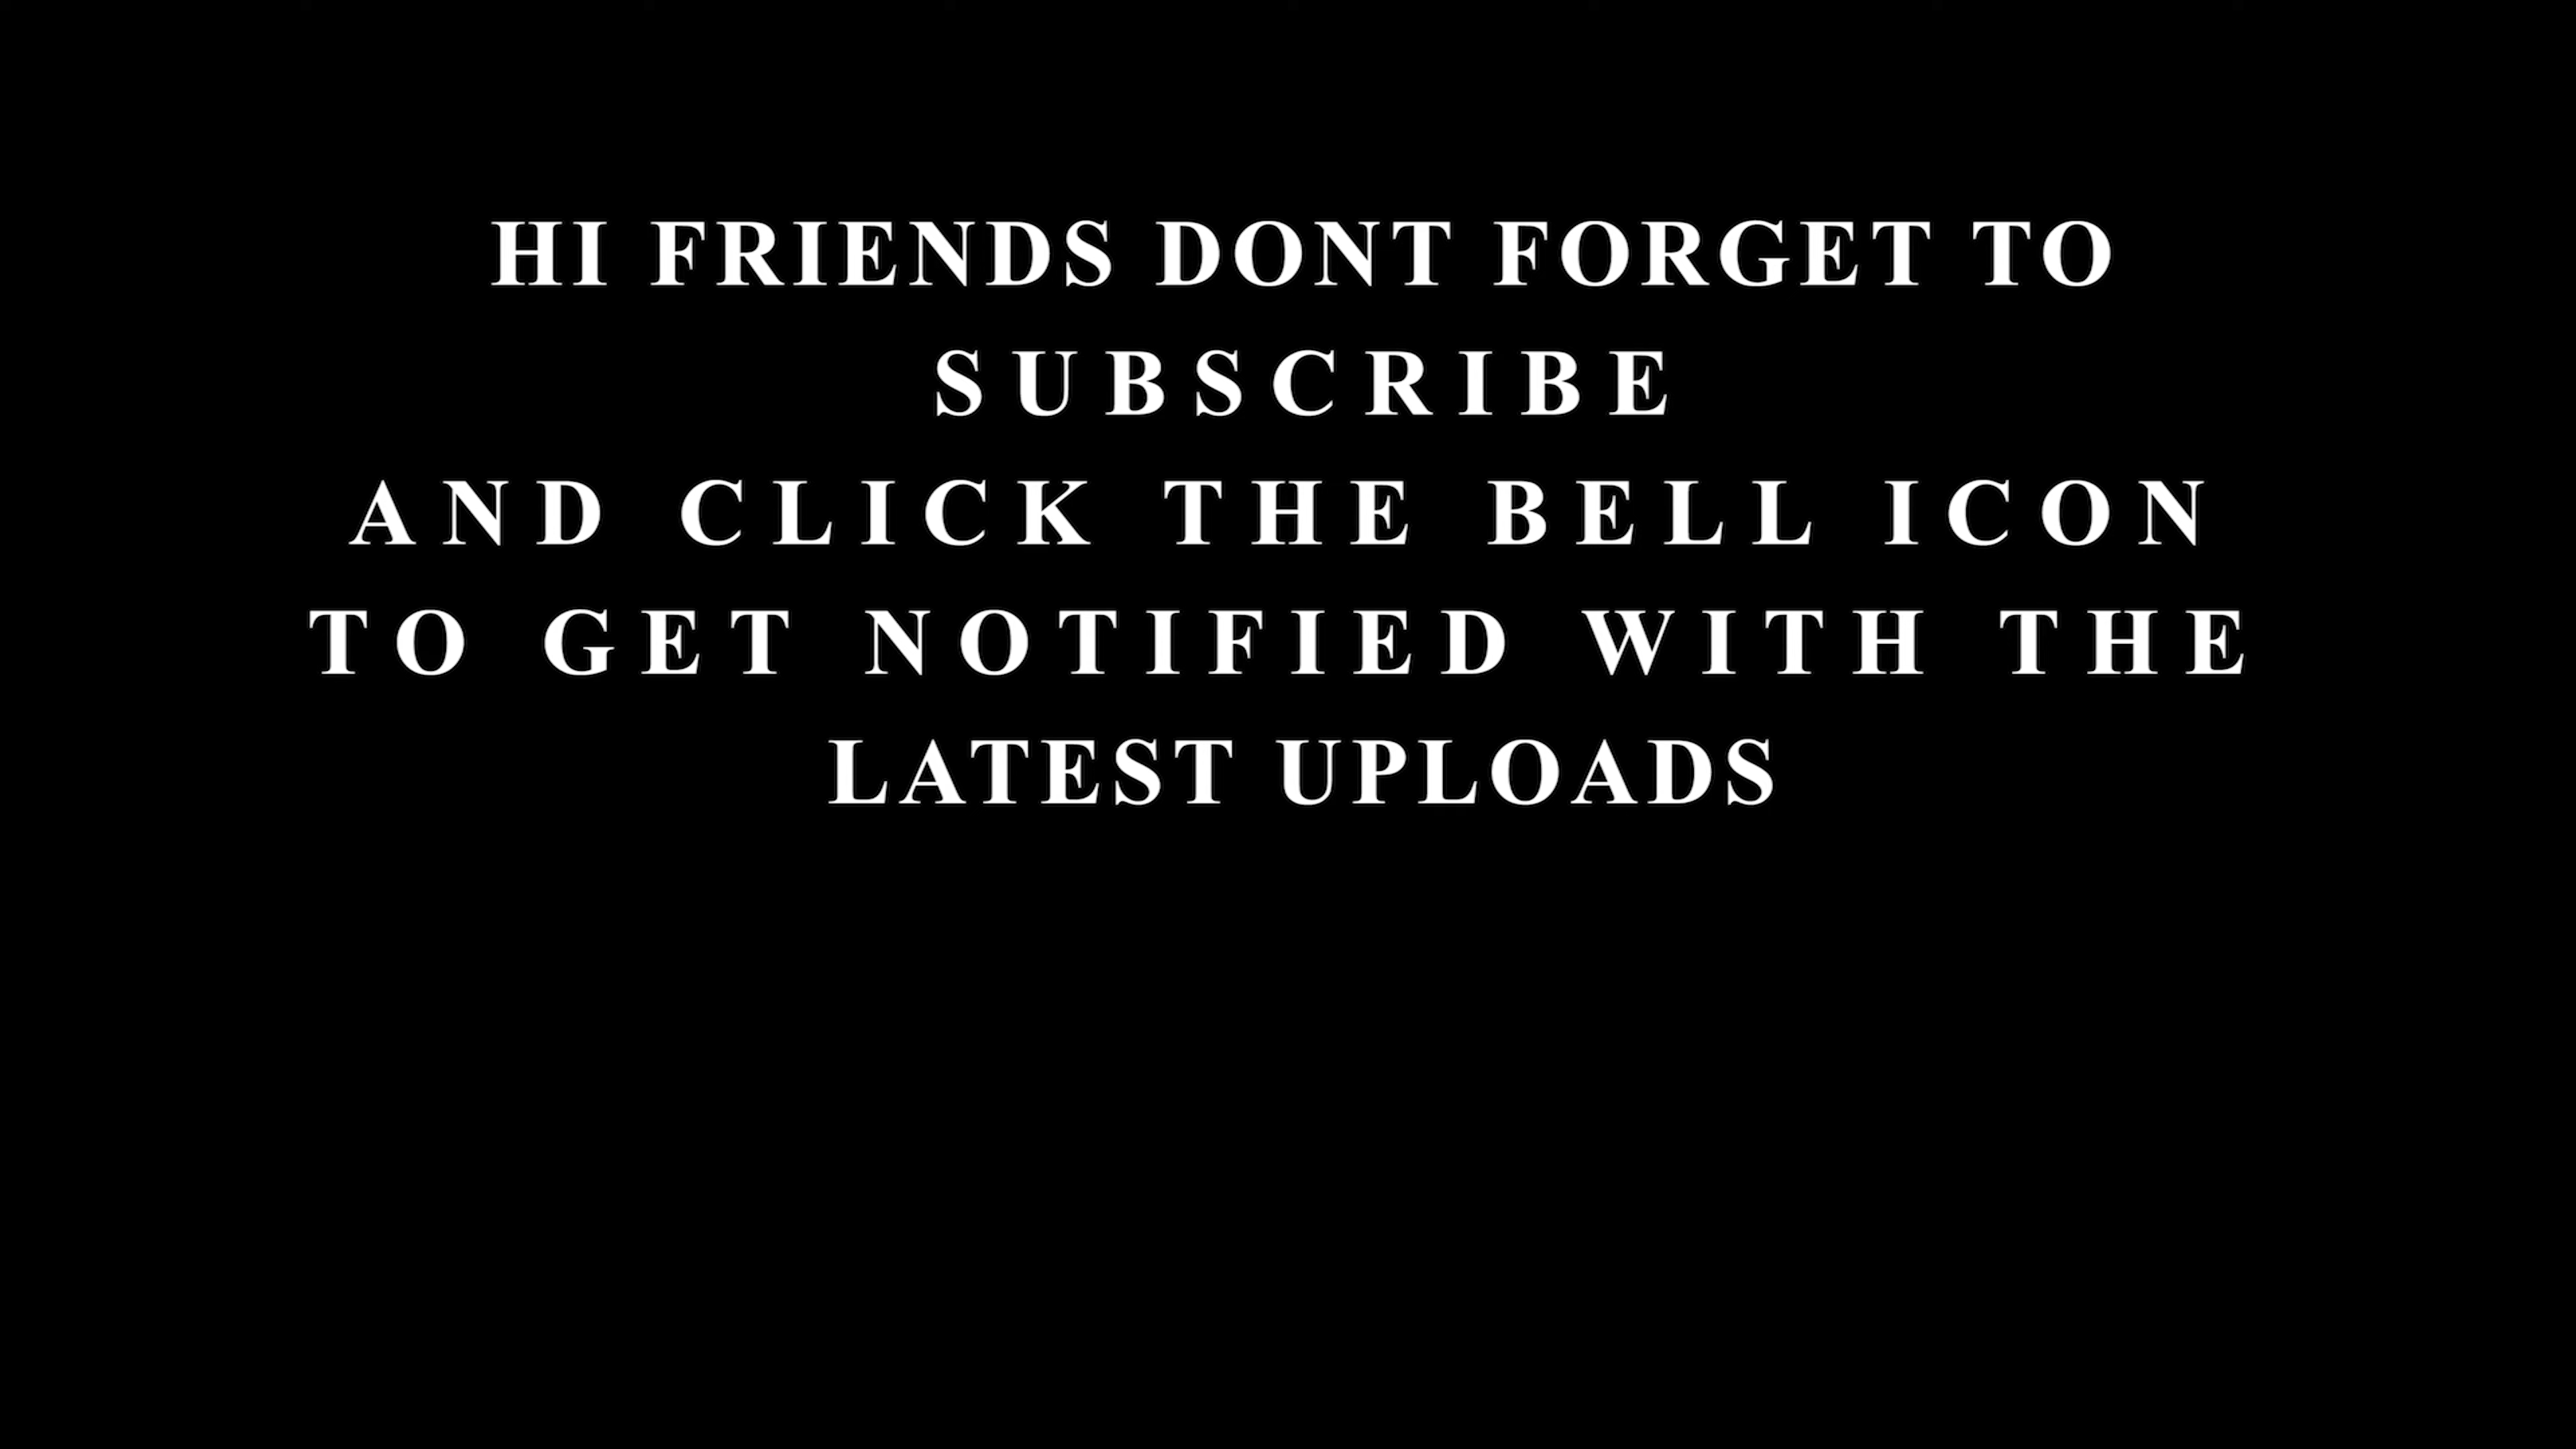 HI FRIENDS DONT FORGET TO
SUBSCRIBE
AND CLICK THE BELL ICON
TO GET NOTIFIED WITH THE
LATEST UPLOADS